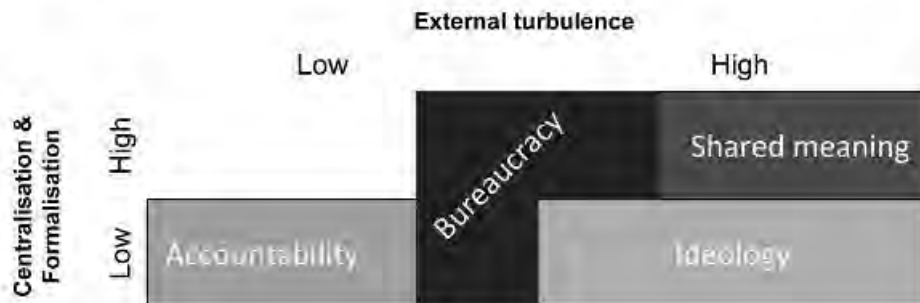 External turbulence
Low
High
Centralisation &
Formalisation
High
Low
Bureaucracy
Shared meaning
Accountability
Ideology